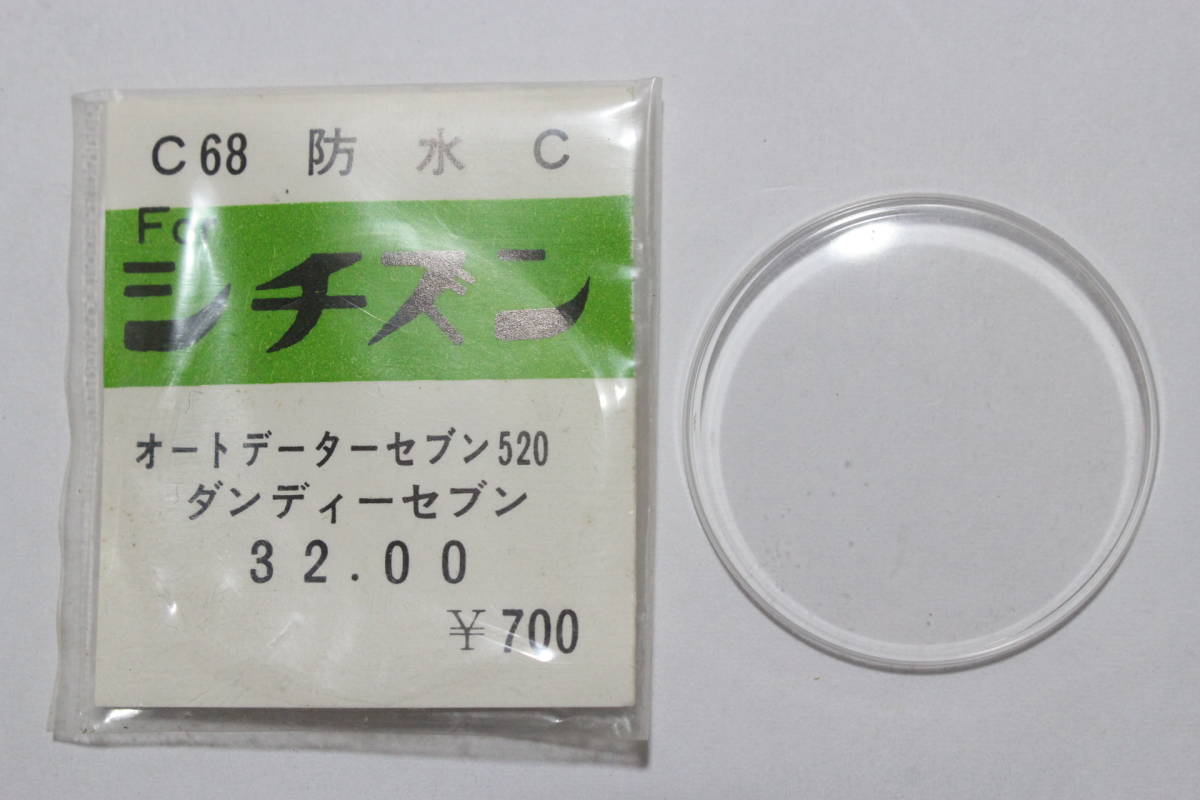 C68 防水 C
For
シチズン
オートデーターセブン520
ダンディーセブン
32.00
¥700